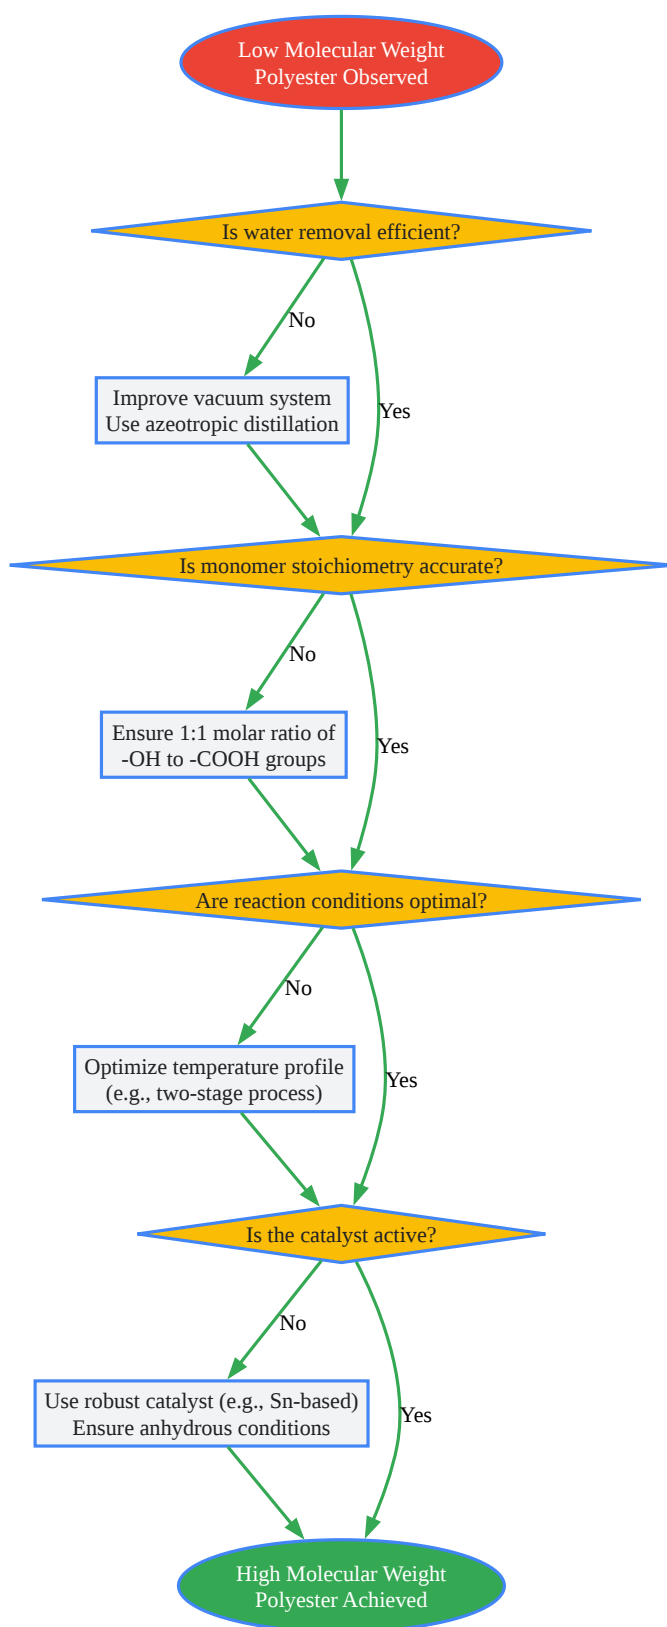 Low Molecular Weight
Polyester Observed
Is water removal efficient?
No
Improve vacuum system
Use azeotropic distillation
Yes
Is monomer stoichiometry accurate?
No
Ensure 1:1 molar ratio of
-OH to -COOH groups
Yes
Are reaction conditions optimal?
No
Optimize temperature profile
(e.g., two-stage process)
Yes
Is the catalyst active?
No
Use robust catalyst (e.g., Sn-based)
Ensure anhydrous conditions
Yes
High Molecular Weight
Polyester Achieved